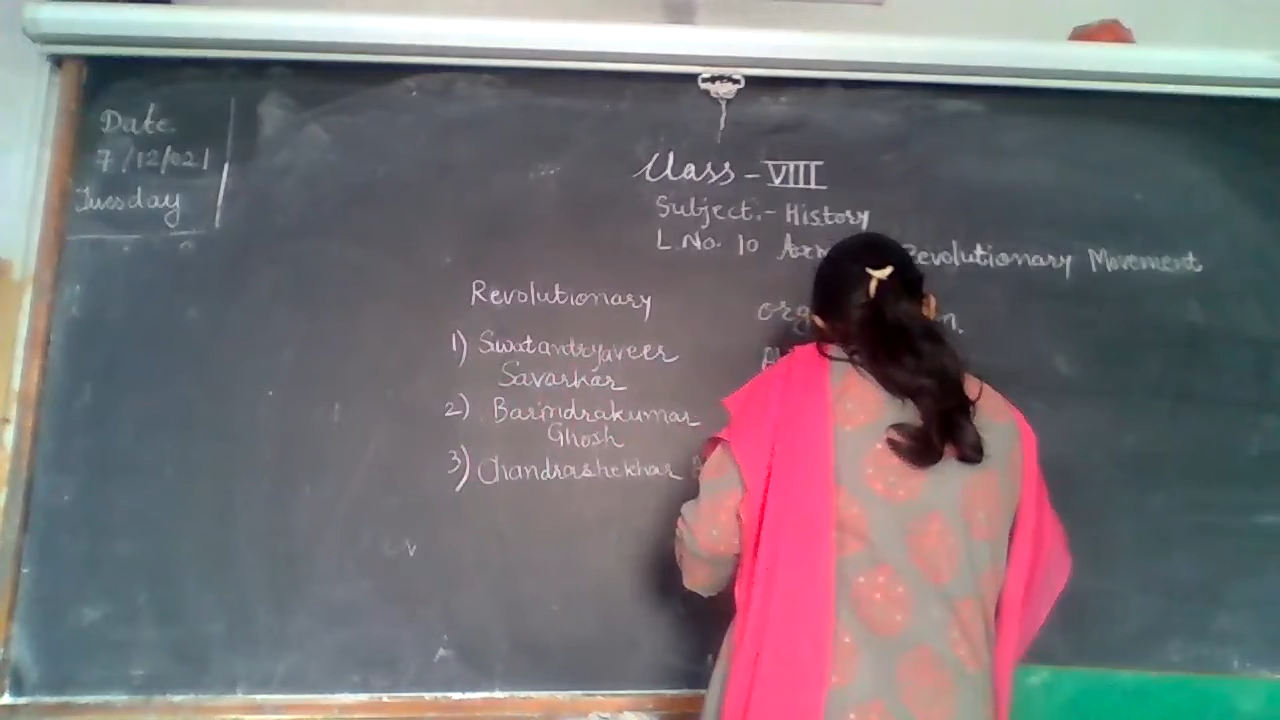 Date
7/12/021
Tuesday
Class - VIII
Subject:- History
L.No. 10 Revolutionary Movement
Revolutionary
1) Swatandryaveer
Savarkar
2) Barindrakumar
Ghosh
3) Chandrashekhar